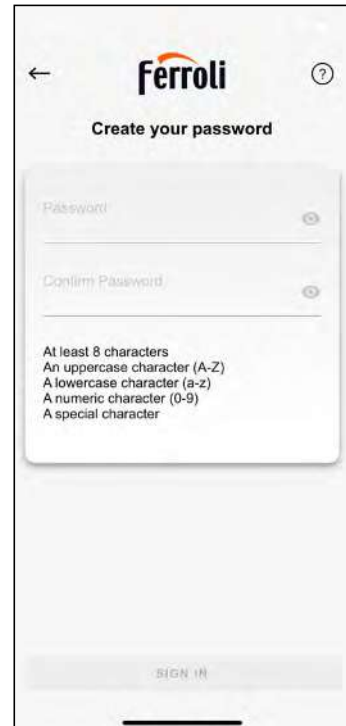 Ferroli
?
Create your password
Password
Confirm Password
At least 8 characters
An uppercase character (A-Z)
A lowercase character (a-z)
A numeric character (0-9)
A special character
SIGN IN